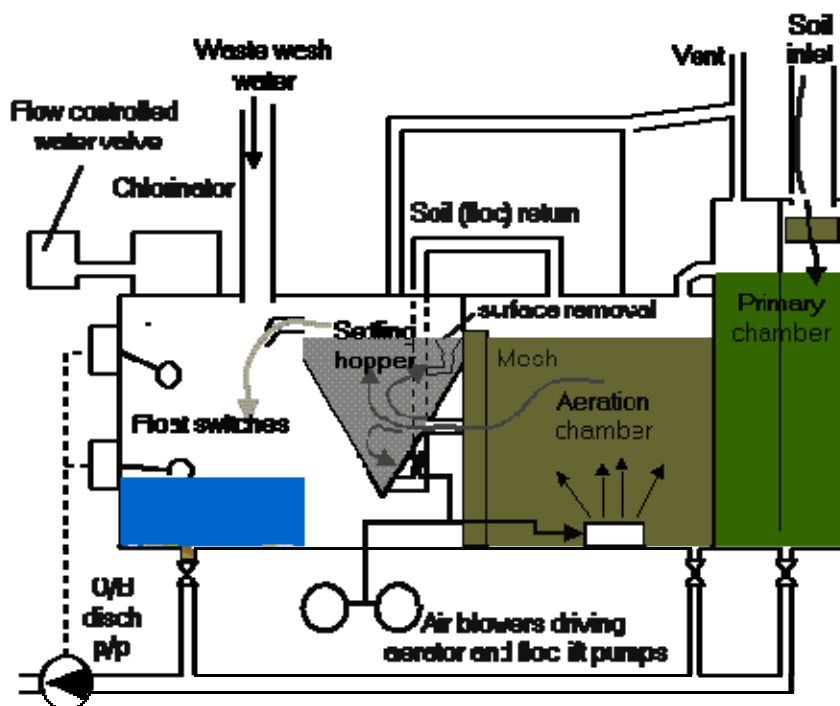 Soil
inlet
Vent
Waste wash
water
Flow controlled
water valve
Chlorinator
Soil (floc) return
surface removal
Settling
hopper
Mesh
Primary
chamber
Aeration
chamber
Float switches
O/B
disch
p/p
Air blowers driving
aerator and floc lift pumps